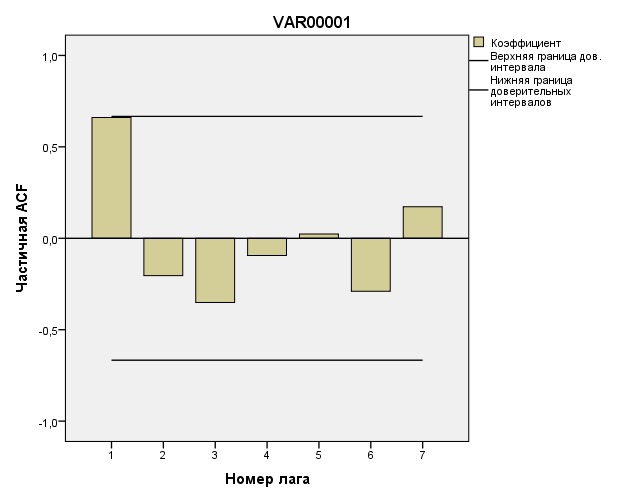 VAR00001
Коэффициент
Верхняя граница дов.
интервала
Нижняя граница
доверительных
интервалов
1,0
0,5
0,0
-0,5
-1,0
Частичная ACF
1 2 3 4 5 6 7
Номер лага